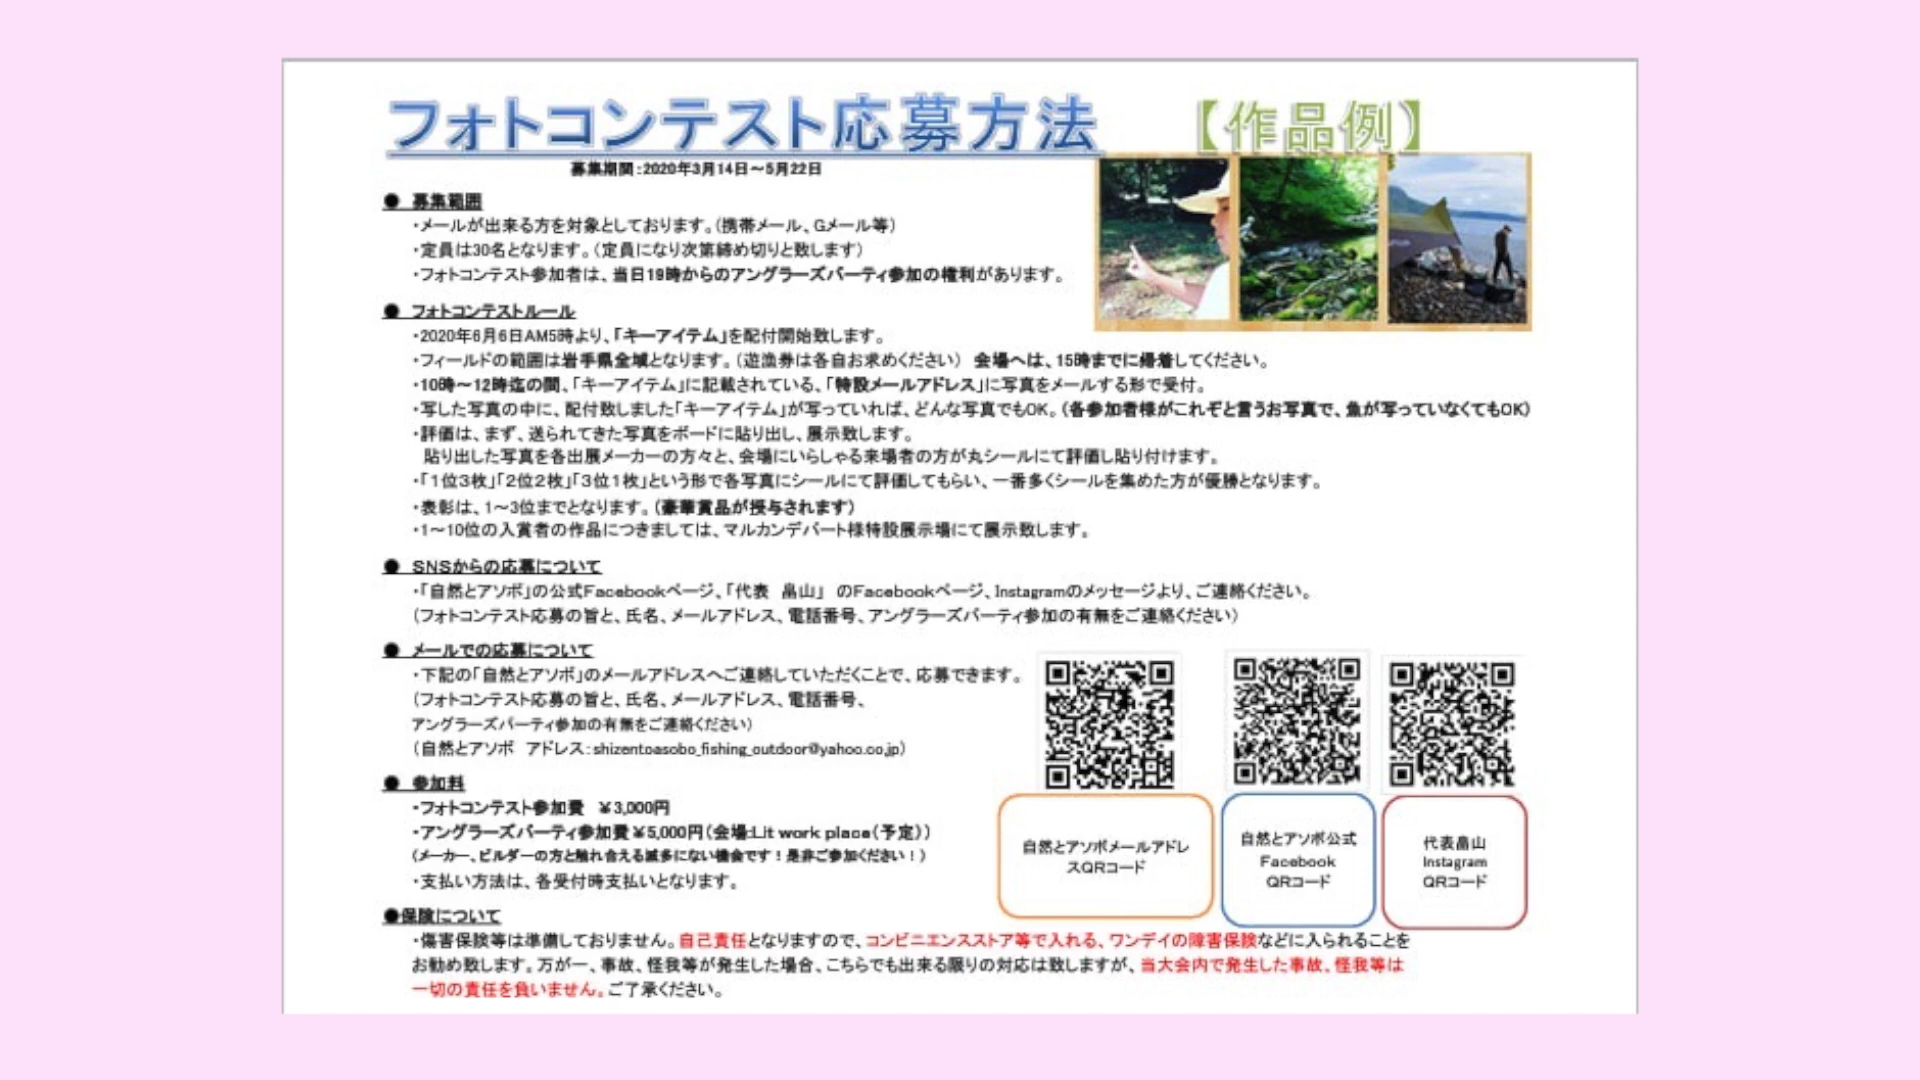 フォトコンテスト応募方法
【作品例】
募集期間：2020年3月14日～5月22日
● 募集範囲
・メールが出来る方を対象としております。（携帯メール、Gメール等）
・定員は30名となります。（定員になり次第締め切りと致します）
・フォトコンテスト参加者は、当日19時からのアングラーズパーティ参加の権利があります。
● フォトコンテストルール
・2020年6月6日AM5時より、「キーアイテム」を配付開始致します。
・フィールドの範囲は岩手県全域となります。（遊漁券は各自お求めください） 会場へは、15時までに帰着してください。
・10時～12時迄の間、「キーアイテム」に記載されている、「特設メールアドレス」に写真をメールする形で受付。
・写した写真の中に、配付致しました「キーアイテム」が写っていれば、どんな写真でもOK。（各参加者様がこれぞと言うお写真で、魚が写っていなくてもOK）
・評価は、まず、送られてきた写真をボードに貼り出し、展示致します。
貼り出した写真を各出展メーカーの方々と、会場にいらしゃる来場者の方が丸シールにて評価し貼り付けます。
・「1位3枚」「2位2枚」「3位1枚」という形で各写真にシールにて評価してもらい、一番多くシールを集めた方が優勝となります。
・表彰は、1～3位までとなります。（豪華賞品が授与されます）
・1～10位の入賞者の作品につきましては、マルカンデパート様特設展示場にて展示致します。
● SNSからの応募について
・「自然とアソボ」の公式Facebookページ、「代表 畠山」 のFacebookページ、Instagramのメッセージより、ご連絡ください。
（フォトコンテスト応募の旨と、氏名、メールアドレス、電話番号、アングラーズパーティ参加の有無をご連絡ください）
● メールでの応募について
・下記の「自然とアソボ」のメールアドレスへご連絡していただくことで、応募できます。
（フォトコンテスト応募の旨と、氏名、メールアドレス、電話番号、
アングラーズパーティ参加の有無をご連絡ください）
（自然とアソボ アドレス：shizentoasobo_fishing_outdoor@yahoo.co.jp）
● 参加料
・フォトコンテスト参加費 ￥3,000円
・アングラーズパーティ参加費￥5,000円（会場:Lit work place（予定））
（メーカー、ビルダーの方と触れ合える滅多にない機会です！是非ご参加ください！）
・支払い方法は、各受付時支払いとなります。
自然とアソボメールアドレ
スQRコード
自然とアソボ公式
Facebook
QRコード
代表畠山
Instagram
QRコード
●保険について
・傷害保険等は準備しておりません。自己責任となりますので、コンビニエンスストア等で入れる、ワンデイの障害保険などに入られることを
お勧め致します。万が一、事故、怪我等が発生した場合、こちらでも出来る限りの対応は致しますが、当大会内で発生した事故、怪我等は
一切の責任を負いません。ご了承ください。